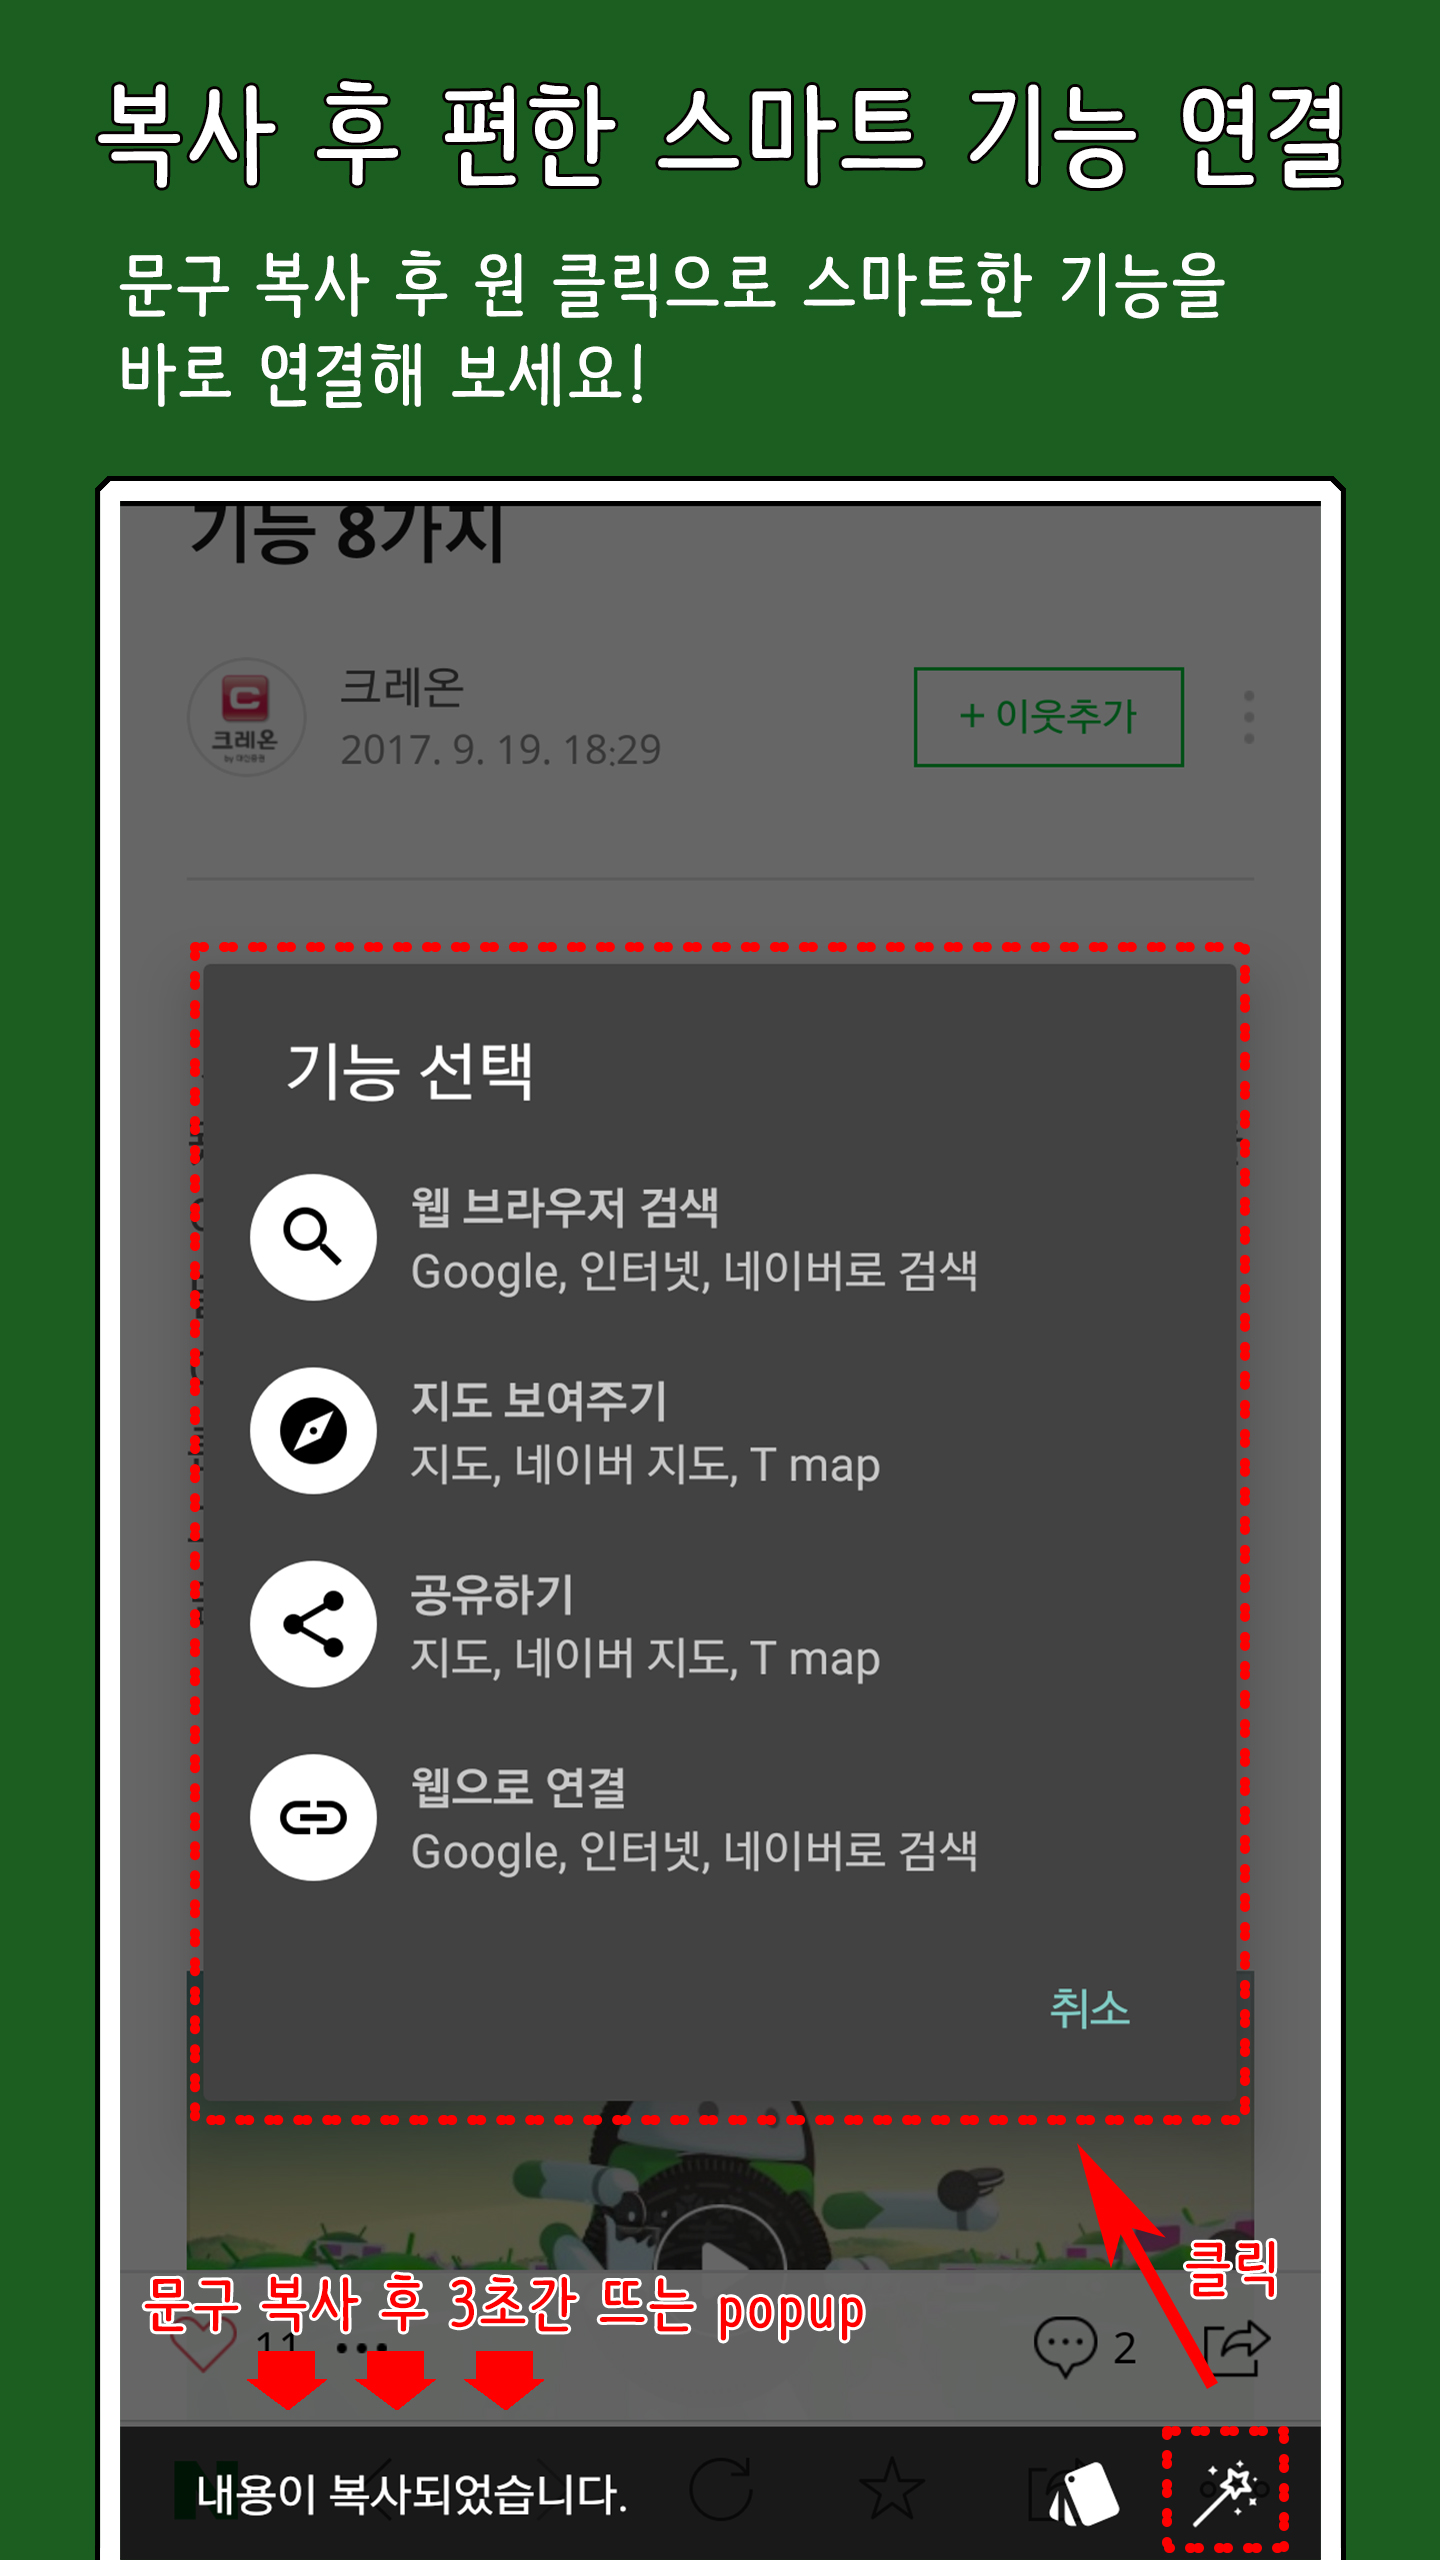 복사 후 편한 스마트 기능 연결
문구 복사 후 원 클릭으로 스마트한 기능을
바로 연결해 보세요!
기능 8가지
크레온
크레온
by 대신증권
2017. 9. 19. 18:29
+ 이웃추가
기능 선택
웹 브라우저 검색
Google, 인터넷, 네이버로 검색
지도 보여주기
지도, 네이버 지도, T map
공유하기
지도, 네이버 지도, T map
웹으로 연결
Google, 인터넷, 네이버로 검색
취소
클릭
문구 복사 후 3초간 뜨는 popup
11
2
내용이 복사되었습니다.